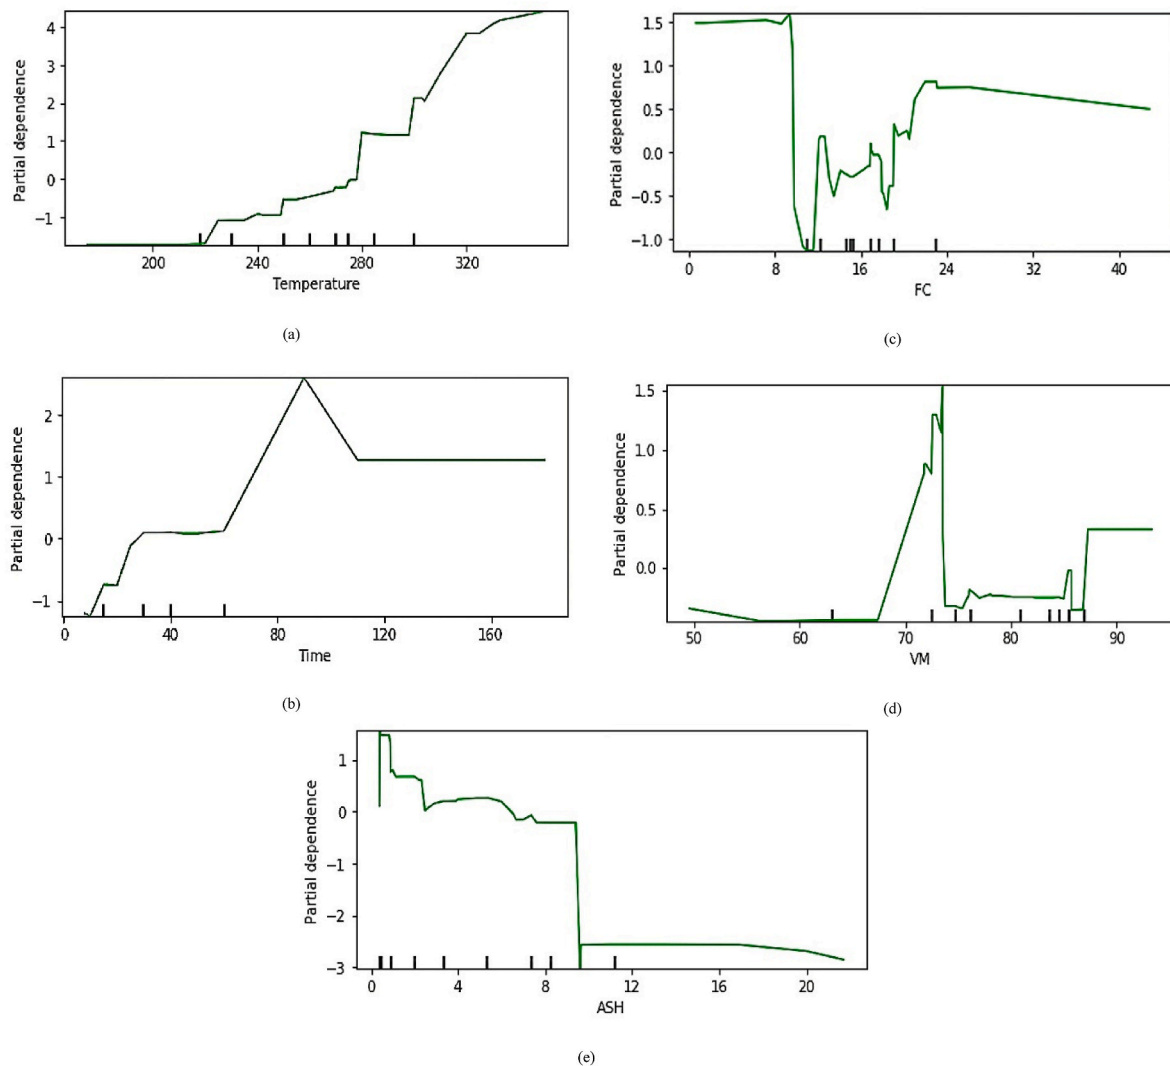 Partial dependence
4
3
2
1
0
−1
200 240 280 320
Temperature
(a)
Partial dependence
1.5
1.0
0.5
0.0
−0.5
−1.0
0 8 16 24 32 40
FC
(c)
Partial dependence
2
1
0
−1
0 40 80 120 160
Time
(b)
Partial dependence
1.5
1.0
0.5
0.0
50 60 70 80 90
VM
(d)
Partial dependence
1
0
−1
−2
−3
0 4 8 12 16 20
ASH
(e)